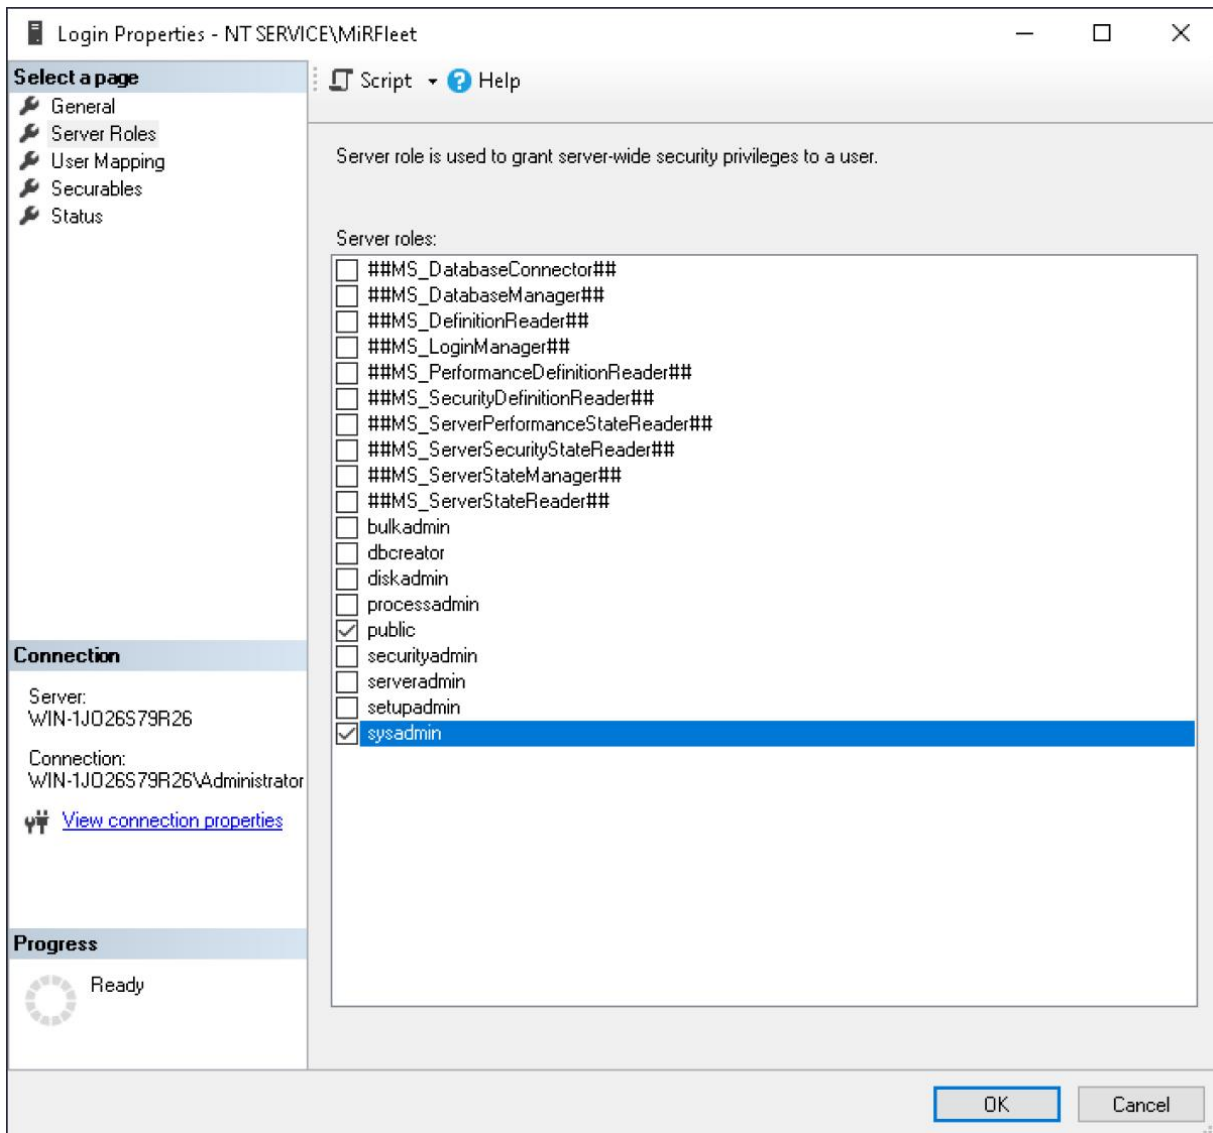 Login Properties - NT SERVICE\MiRFleet
Select a page
General
Server Roles
User Mapping
Securables
Status
Script
Help
Server role is used to grant server-wide security privileges to a user.
Server roles:
##MS_DatabaseConnector##
##MS_DatabaseManager##
##MS_DefinitionReader##
##MS_LoginManager##
##MS_PerformanceDefinitionReader##
##MS_SecurityDefinitionReader##
##MS_ServerPerformanceStateReader##
##MS_ServerSecurityStateReader##
##MS_ServerStateManager##
##MS_ServerStateReader##
bulkadmin
dbcreator
diskadmin
processadmin
public
securityadmin
serveradmin
setupadmin
sysadmin
Connection
Server:
WIN-1JO26S79R26
Connection:
WIN-1JO26S79R26\Administrator
View connection properties
Progress
Ready
OK
Cancel